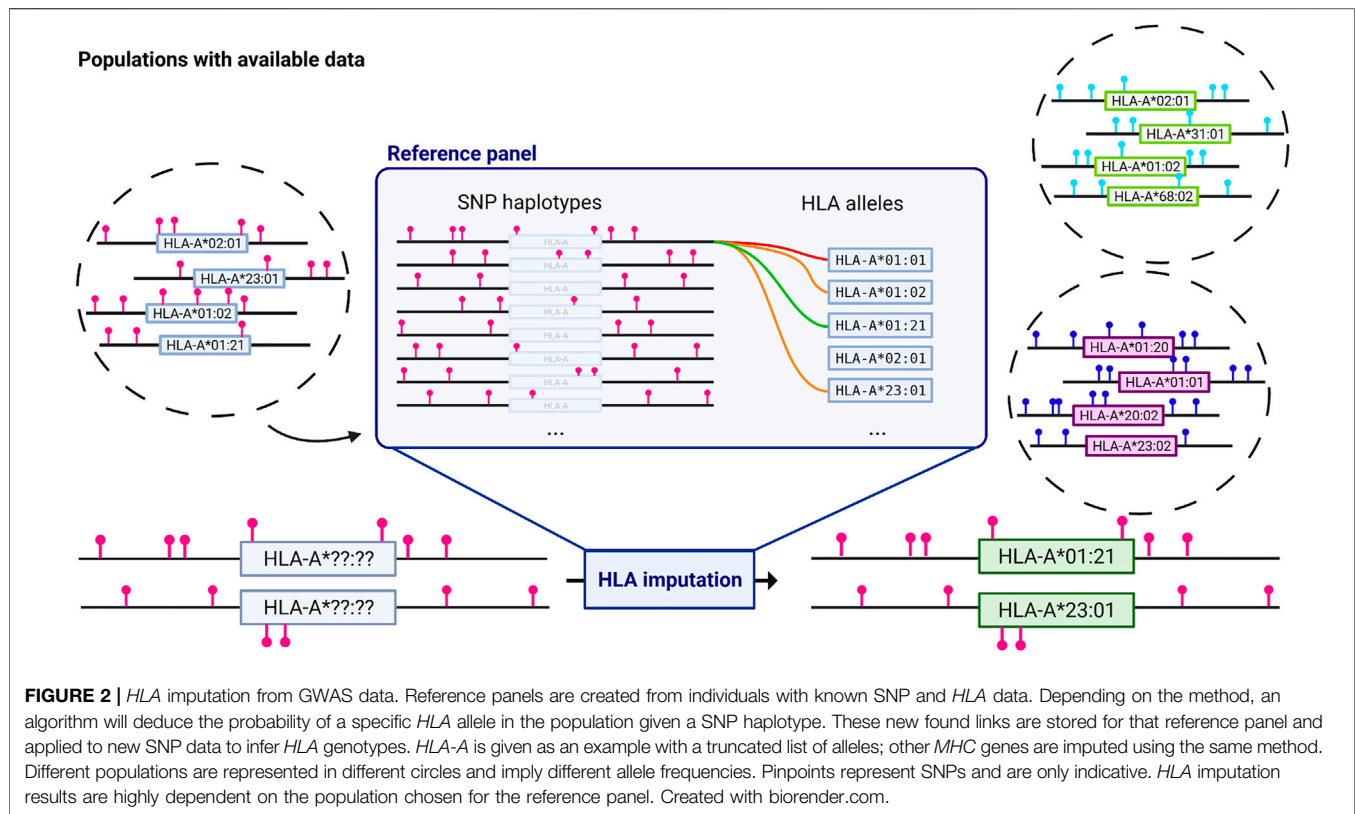 Populations with available data
HLA-A*02:01
HLA-A*23:01
HLA-A*01:02
HLA-A*01:21
Reference panel
SNP haplotypes
HLA alleles
HLA-A
HLA-A
HLA-A
HLA-A
HLA-A
HLA-A
HLA-A
HLA-A
...
HLA-A*01:01
HLA-A*01:02
HLA-A*01:21
HLA-A*02:01
HLA-A*23:01
...
HLA-A*02:01
HLA-A*31:01
HLA-A*01:02
HLA-A*68:02
HLA-A*01:20
HLA-A*01:01
HLA-A*20:02
HLA-A*23:02
HLA-A*??:??
HLA-A*??:??
HLA imputation
HLA-A*01:21
HLA-A*23:01
FIGURE 2 | HLA imputation from GWAS data. Reference panels are created from individuals with known SNP and HLA data. Depending on the method, an
algorithm will deduce the probability of a specific HLA allele in the population given a SNP haplotype. These new found links are stored for that reference panel and
applied to new SNP data to infer HLA genotypes. HLA-A is given as an example with a truncated list of alleles; other MHC genes are imputed using the same method.
Different populations are represented in different circles and imply different allele frequencies. Pinpoints represent SNPs and are only indicative. HLA imputation
results are highly dependent on the population chosen for the reference panel. Created with biorender.com.